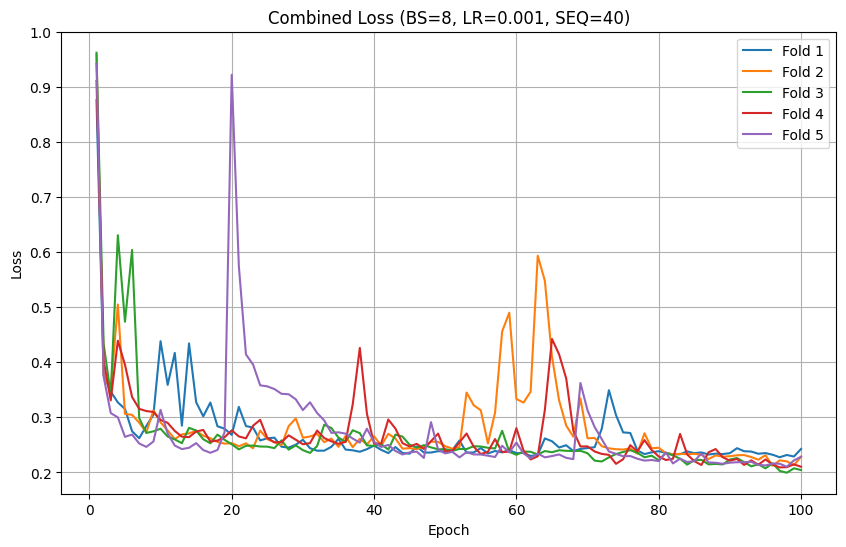 Combined Loss (BS=8, LR=0.001, SEQ=40)
1.0
0.9
0.8
0.7
0.6
0.5
0.4
0.3
0.2
Loss
Fold 1
Fold 2
Fold 3
Fold 4
Fold 5
0 20 40 60 80 100
Epoch